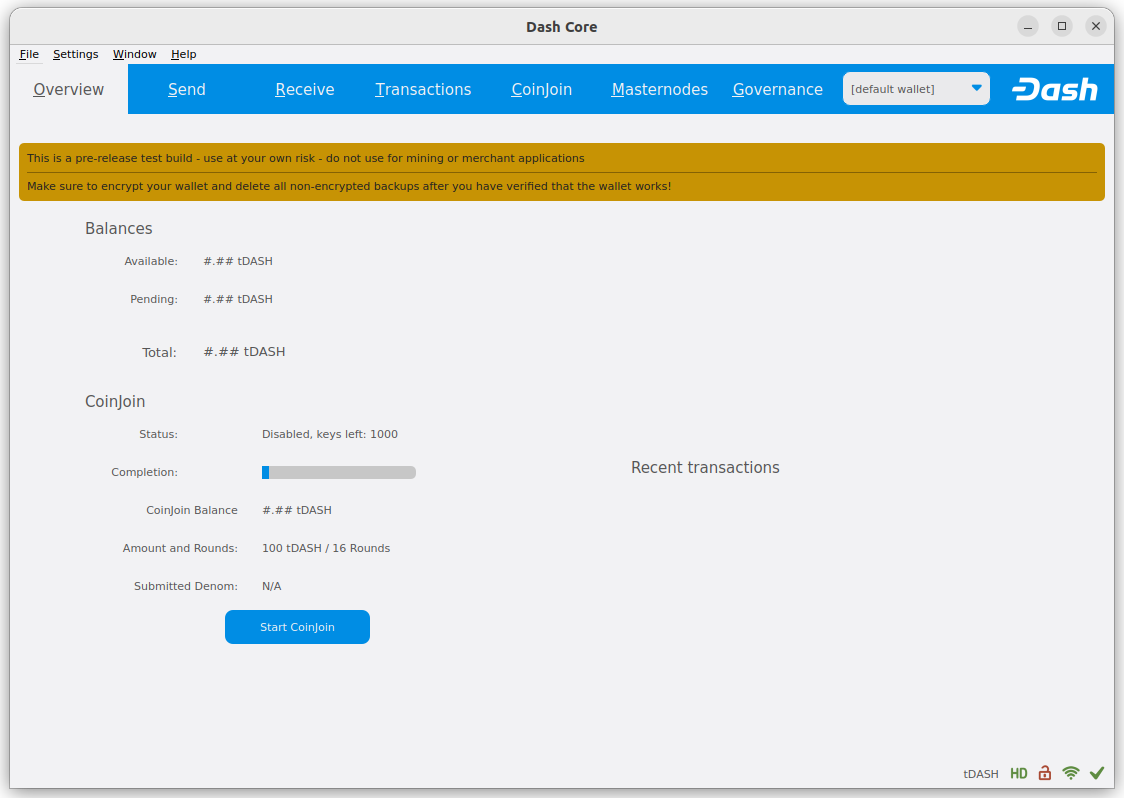 Dash Core
File Settings Window Help
Overview Send Receive Transactions CoinJoin Masternodes Governance [default wallet] Dash
This is a pre-release test build - use at your own risk - do not use for mining or merchant applications
Make sure to encrypt your wallet and delete all non-encrypted backups after you have verified that the wallet works!
Balances
Available: #.## tDASH
Pending: #.## tDASH
Total: #.## tDASH
CoinJoin
Status: Disabled, keys left: 1000
Completion:
CoinJoin Balance #.## tDASH
Amount and Rounds: 100 tDASH / 16 Rounds
Submitted Denom: N/A
Start CoinJoin
Recent transactions
tDASH HD